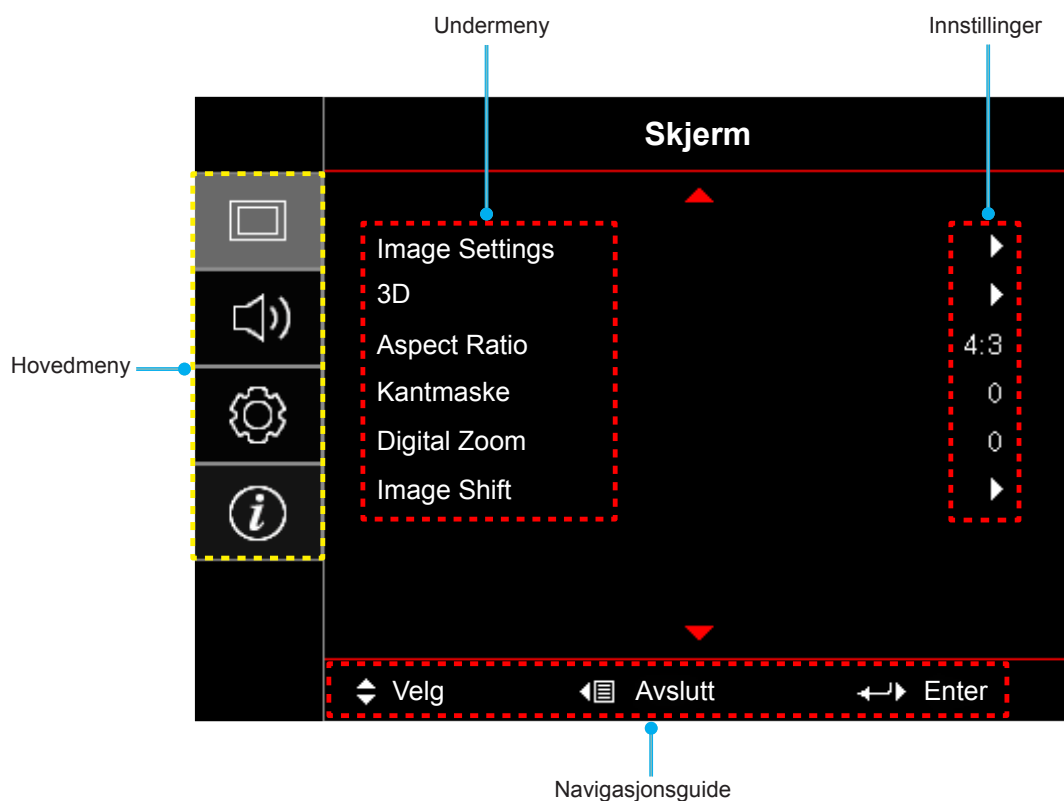 Undermeny
Innstillinger
Skjerm
Image Settings
3D
Aspect Ratio 4:3
Hovedmeny
Kantmaske 0
Digital Zoom 0
Image Shift
Velg Avslutt Enter
Navigasjonsguide